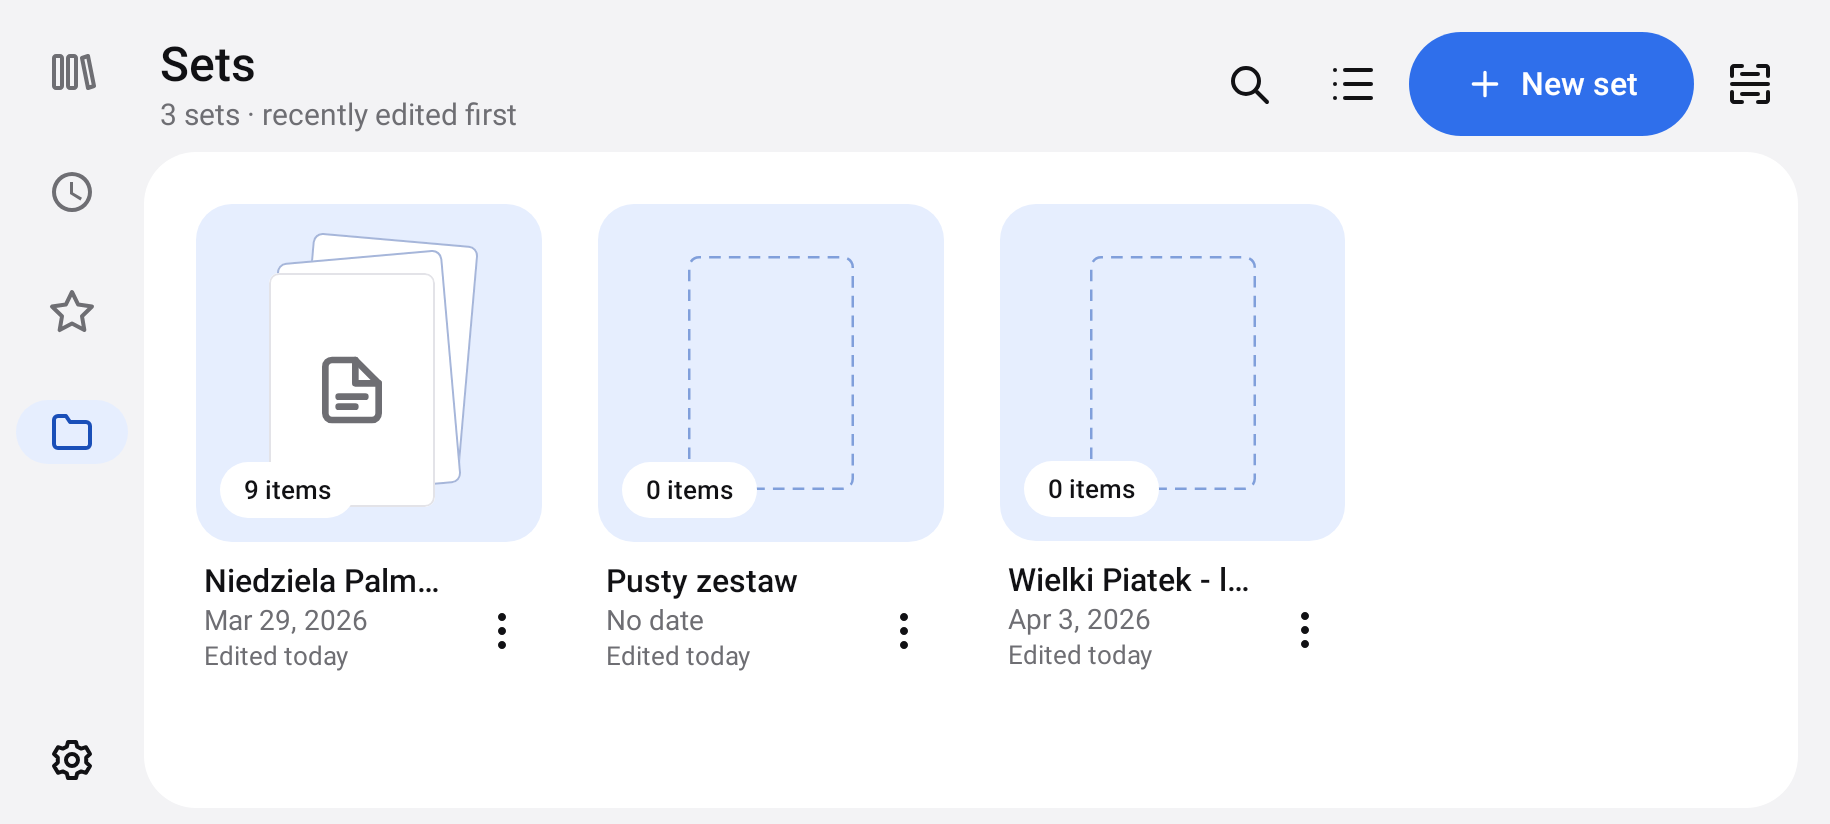 Sets
3 sets · recently edited first
New set
9 items
0 items
0 items
Niedziela Palm...
Mar 29, 2026
Edited today
Pusty zestaw
No date
Edited today
Wielki Piatek - l...
Apr 3, 2026
Edited today